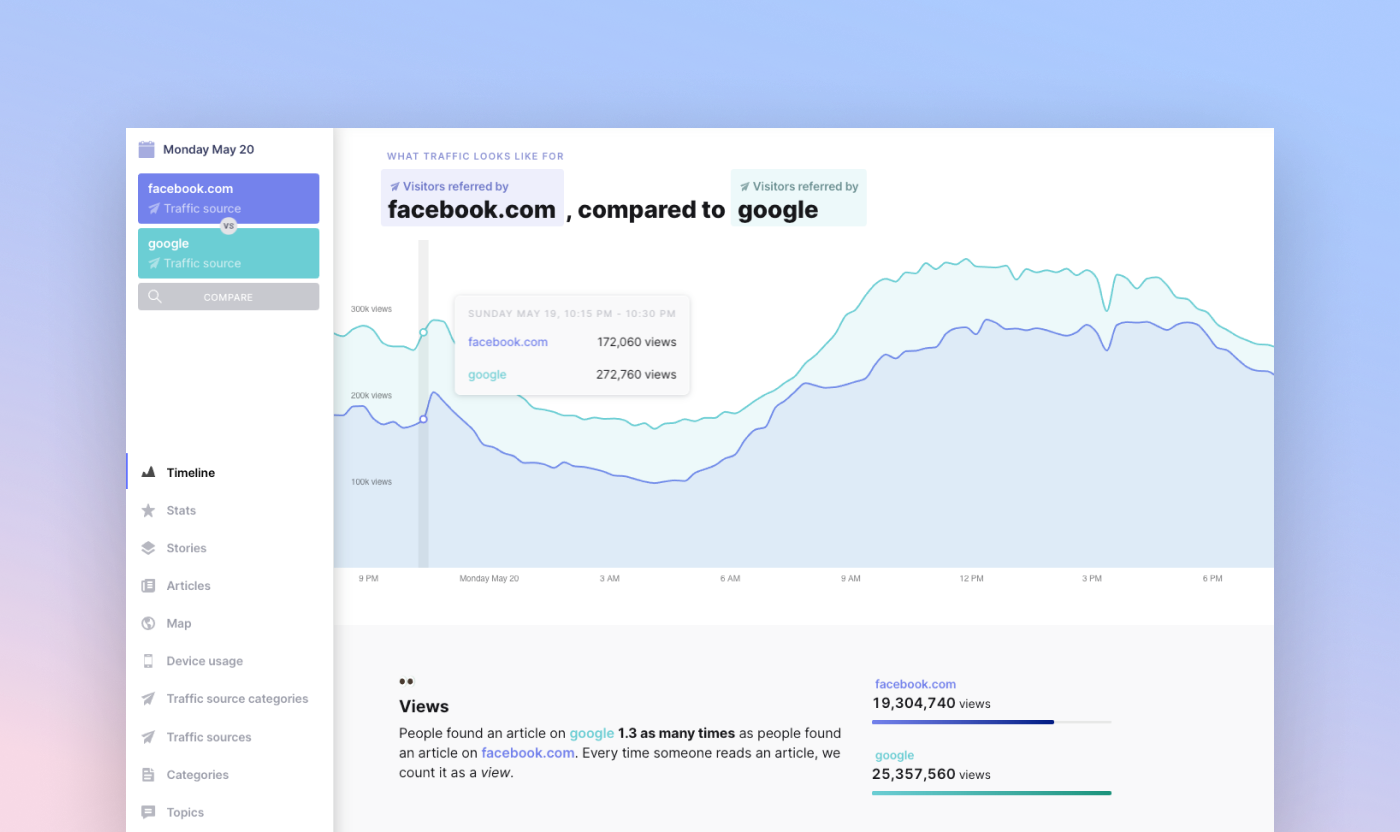 Monday May 20
facebook.com
Traffic source
VS
google
Traffic source
COMPARE
Timeline
Stats
Stories
Articles
Map
Device usage
Traffic source categories
Traffic sources
Categories
Topics
WHAT TRAFFIC LOOKS LIKE FOR
Visitors referred by
facebook.com , compared to
Visitors referred by
google
300k views
200k views
100k views
SUNDAY MAY 19, 10:15 PM - 10:30 PM
facebook.com 172,060 views
google 272,760 views
9 PM Monday May 20 3 AM 6 AM 9 AM 12 PM 3 PM 6 PM
Views
People found an article on google 1.3 as many times as people found
an article on facebook.com. Every time someone reads an article, we
count it as a view.
facebook.com
19,304,740 views
google
25,357,560 views